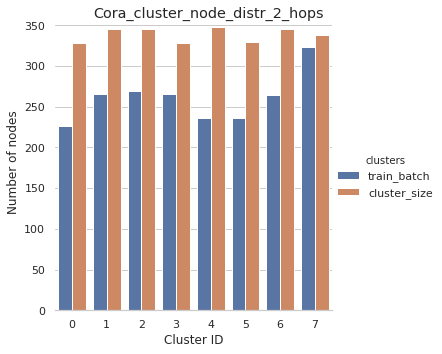 Cora_cluster_node_distr_2_hops
350
300
250
200
150
100
50
0
Number of nodes
0 1 2 3 4 5 6 7
Cluster ID
clusters
train_batch
cluster_size